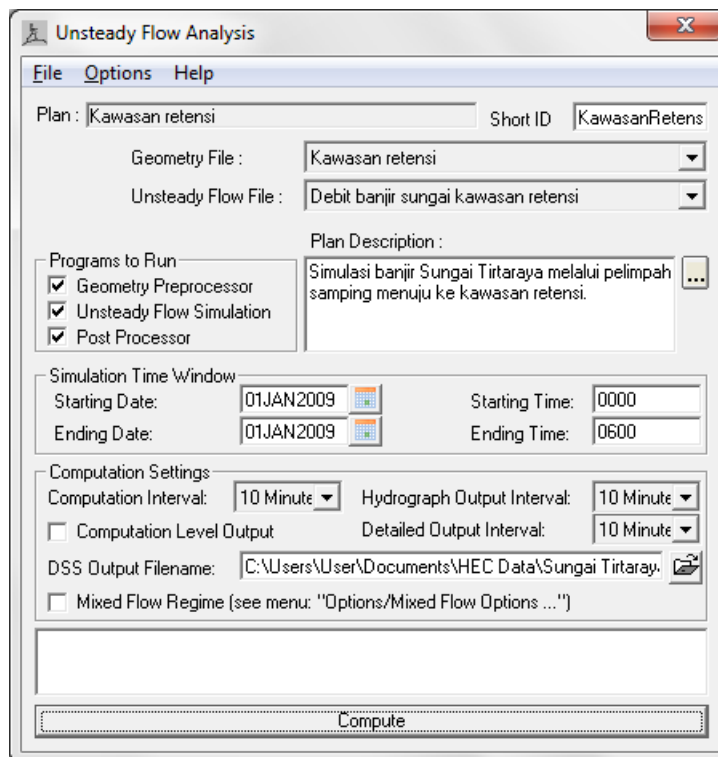 Unsteady Flow Analysis
File Options Help
Plan : Kawasan retensi Short ID KawasanRetens
Geometry File : Kawasan retensi
Unsteady Flow File : Debit banjir sungai kawasan retensi
Plan Description :
Programs to Run
Geometry Preprocessor
Unsteady Flow Simulation
Post Processor
Simulasi banjir Sungai Tirtaraya melalui pelimpah
samping menuju ke kawasan retensi.
...
Simulation Time Window
Starting Date: 01JAN2009 Starting Time: 0000
Ending Date: 01JAN2009 Ending Time: 0600
Computation Settings
Computation Interval: 10 Minute Hydrograph Output Interval: 10 Minute
Computation Level Output Detailed Output Interval: 10 Minute
DSS Output Filename: C:\Users\User\Documents\HEC Data\Sungai Tirtaray
Mixed Flow Regime (see menu: "Options/Mixed Flow Options ...")
Compute